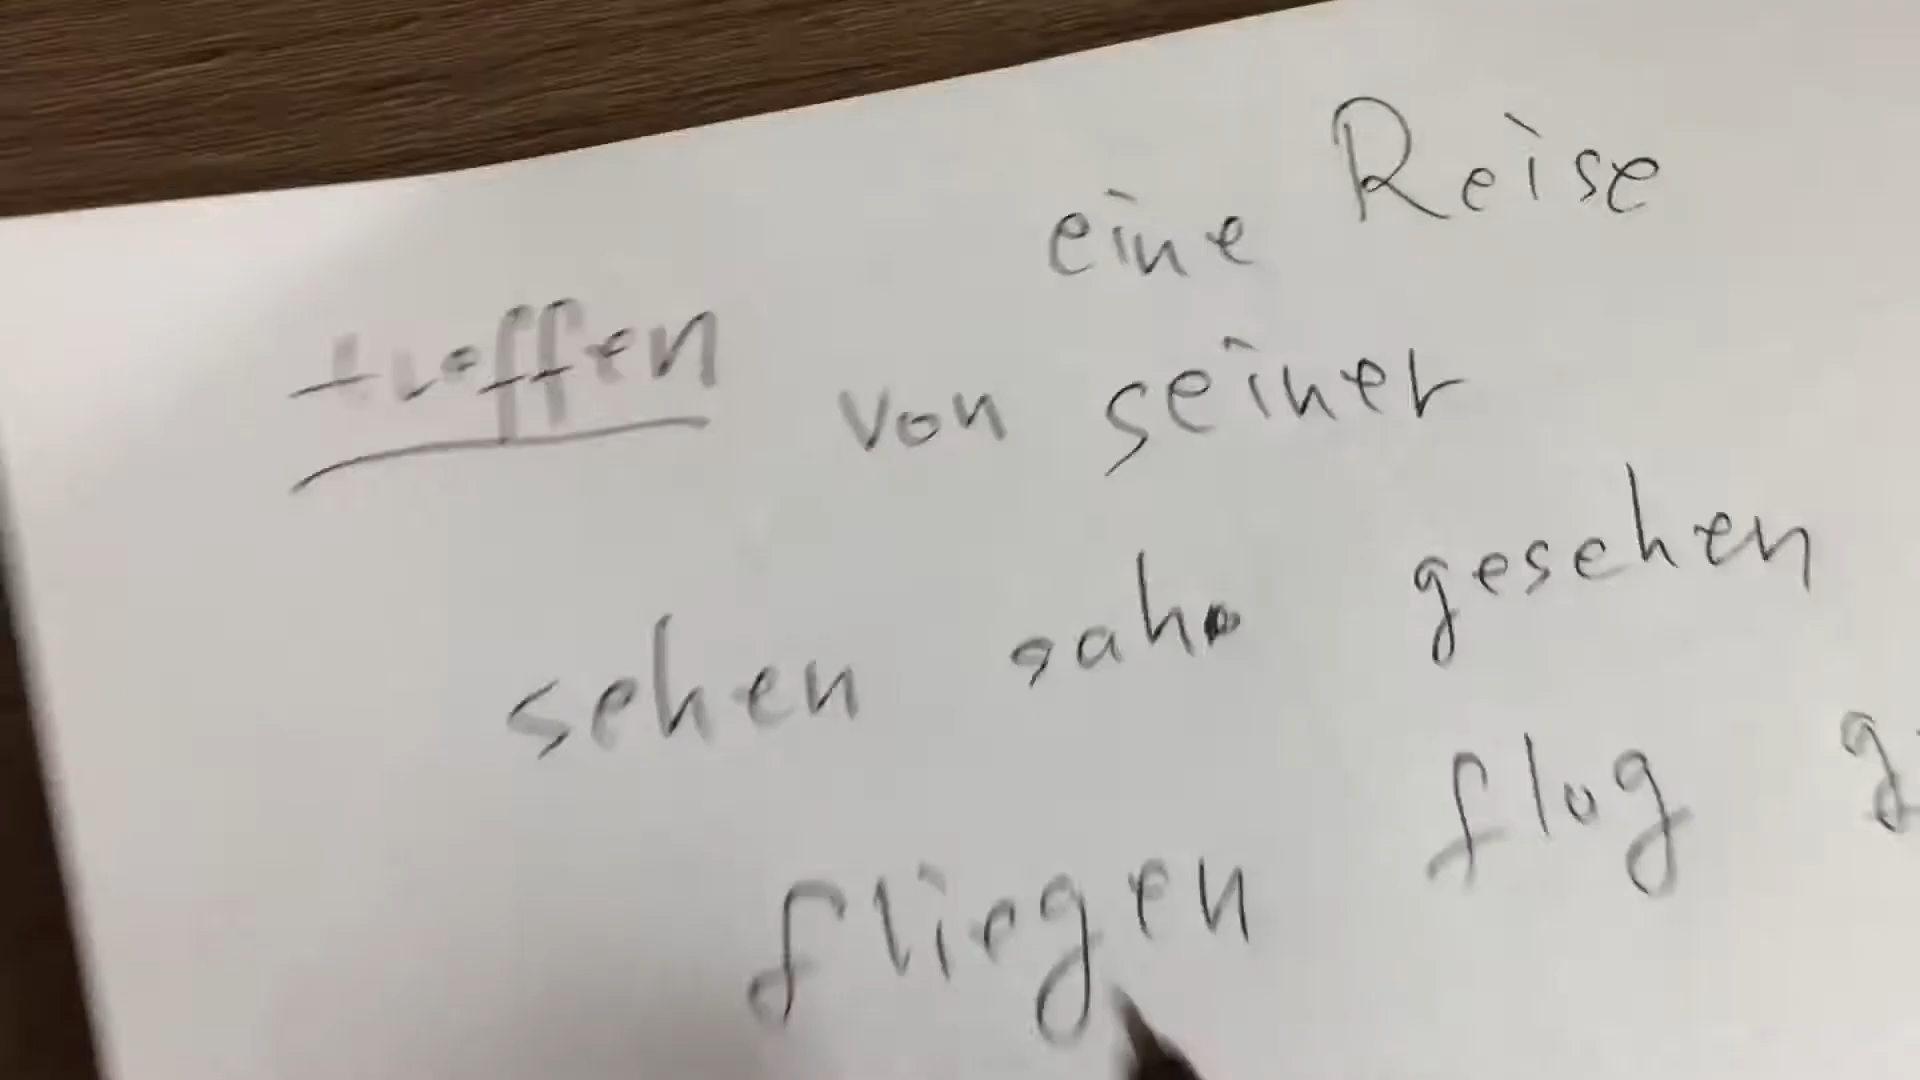 eine Reise
treffen von seiner
sehen sah gesehen
fliegen flog